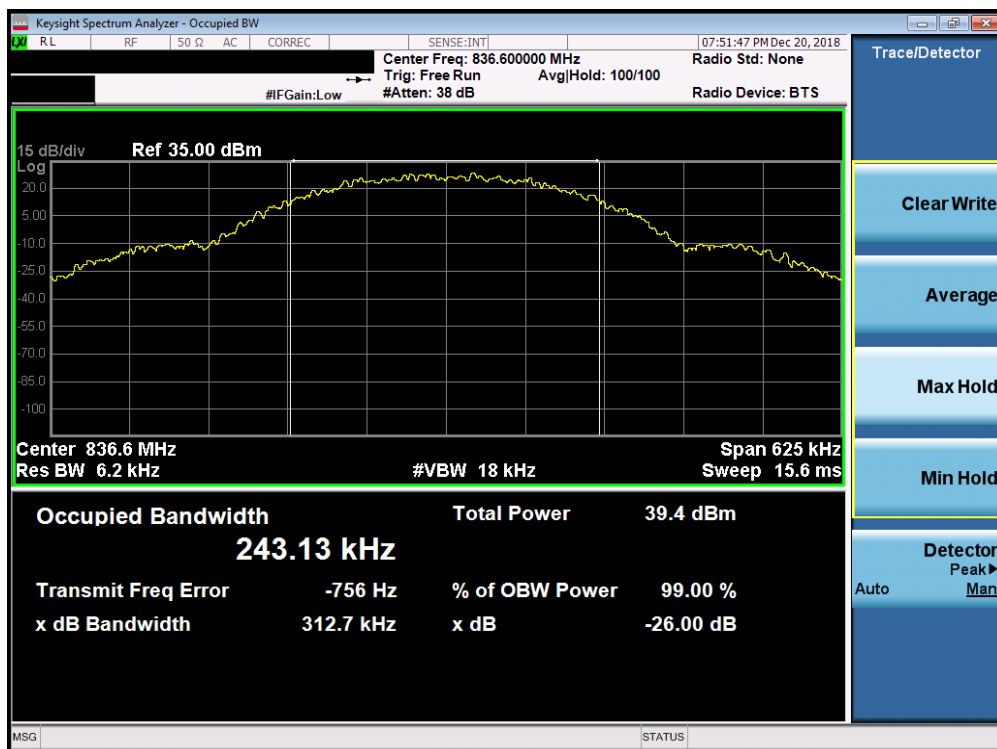 Keysight Spectrum Analyzer - Occupied BW
LXI RL RF 50 Ω AC CORREC SENSE:INT 07:51:47 PM Dec 20, 2018
Center Freq: 836.600000 MHz Radio Std: None
Trig: Free Run Avg|Hold: 100/100
#IFGain:Low #Atten: 38 dB Radio Device: BTS
15 dB/div Ref 35.00 dBm
Log
20.0
5.00
-10.0
-25.0
-40.0
-55.0
-70.0
-85.0
-100
Center 836.6 MHz Span 625 kHz
Res BW 6.2 kHz #VBW 18 kHz Sweep 15.6 ms
Occupied Bandwidth Total Power 39.4 dBm
243.13 kHz
Transmit Freq Error -756 Hz % of OBW Power 99.00 %
x dB Bandwidth 312.7 kHz x dB -26.00 dB
MSG STATUS
Trace/Detector
Clear Write
Average
Max Hold
Min Hold
Detector
Peak▶
Auto Man